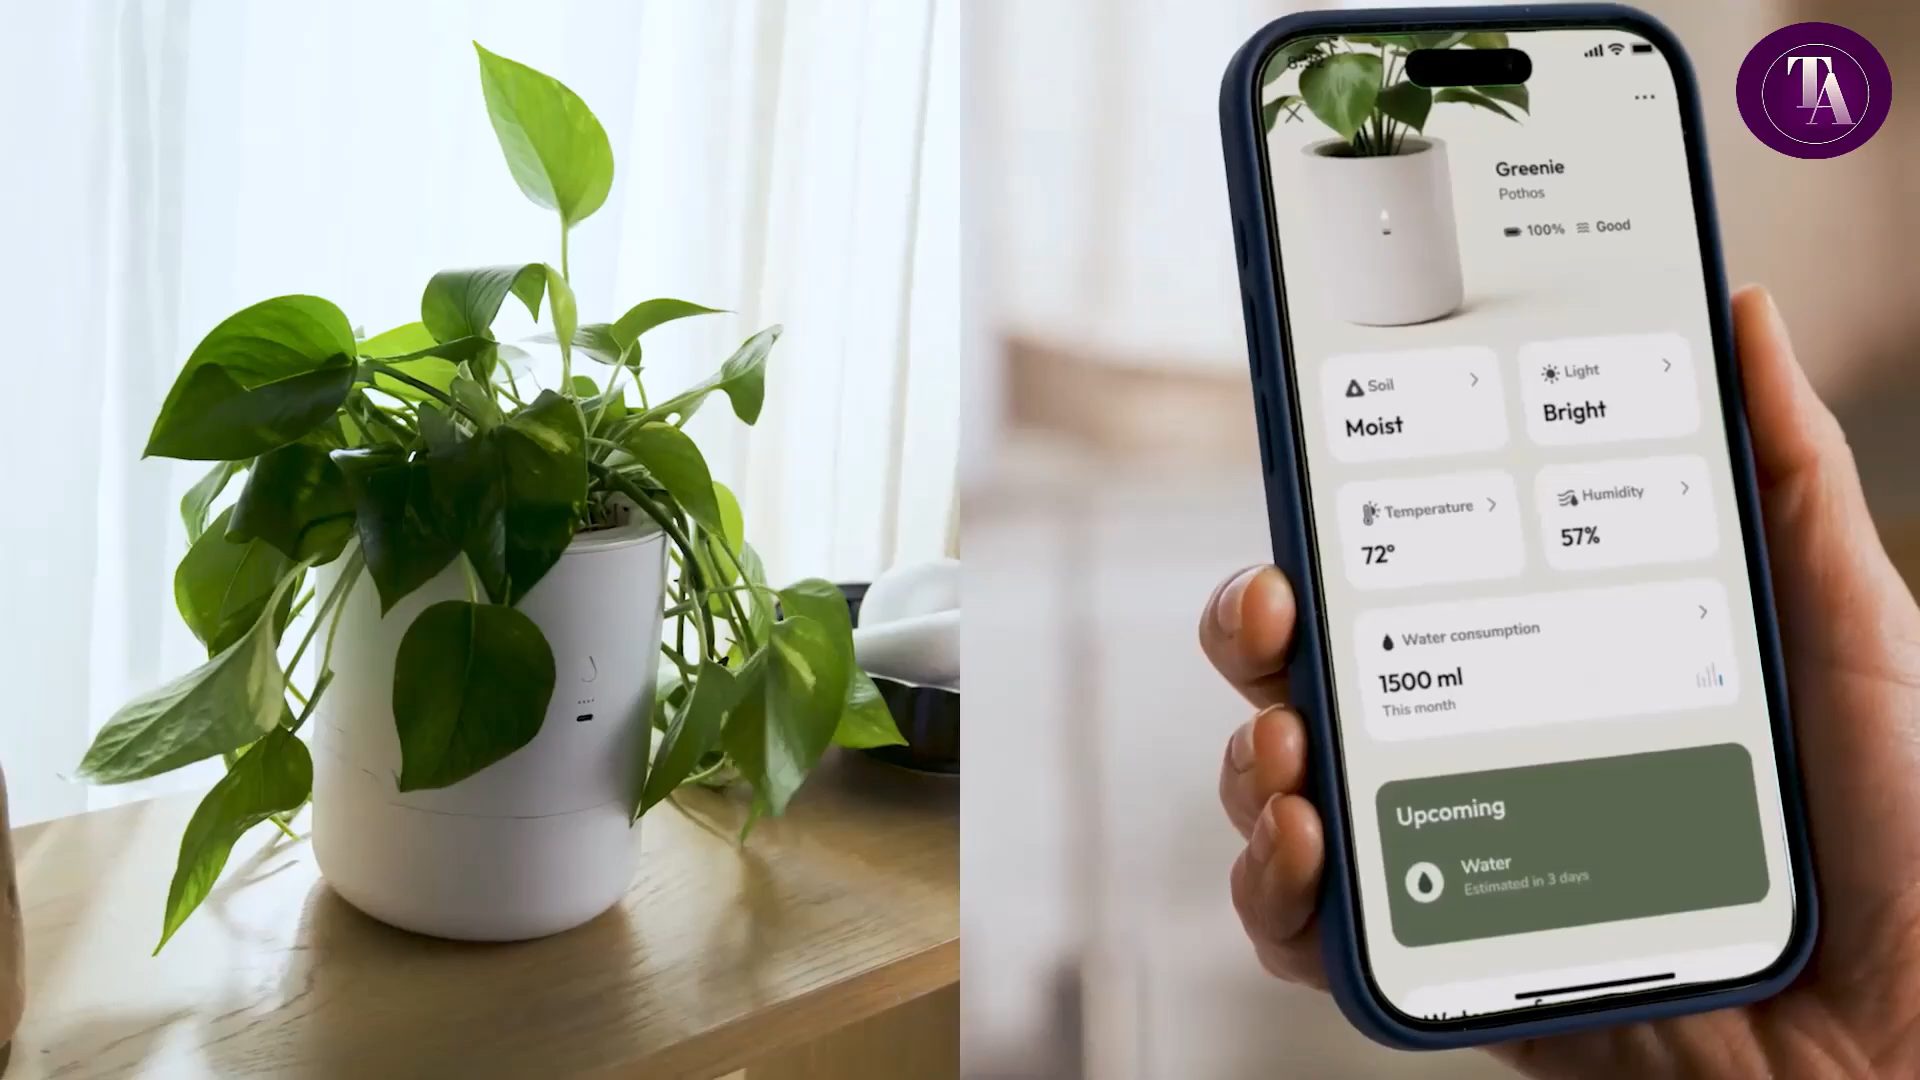 TA
Greenie
Pothos
100% Good
Soil
Moist
Light
Bright
Temperature
72°
Humidity
57%
Water consumption
1500 ml
This month
Upcoming
Water
Estimated in 3 days